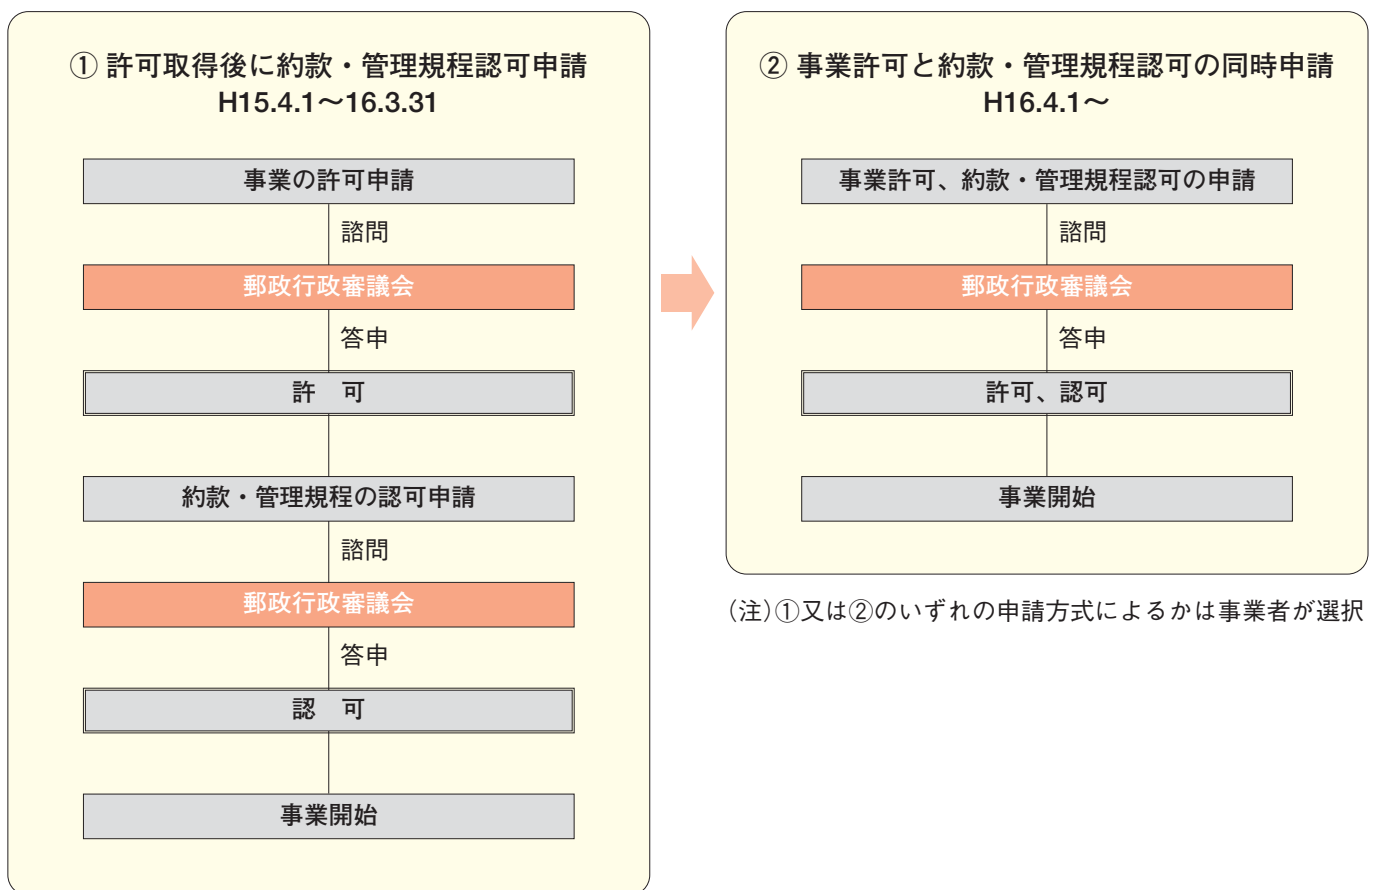 ① 許可取得後に約款・管理規程認可申請
H15.4.1～16.3.31
事業の許可申請
諮問
郵政行政審議会
答申
許　可
約款・管理規程の認可申請
諮問
郵政行政審議会
答申
認　可
事業開始
② 事業許可と約款・管理規程認可の同時申請
H16.4.1～
事業許可、約款・管理規程認可の申請
諮問
郵政行政審議会
答申
許可、認可
事業開始
(注)①又は②のいずれの申請方式によるかは事業者が選択